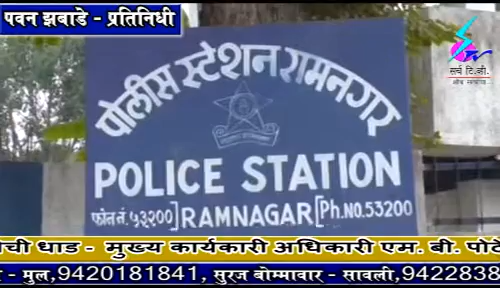 पवन झबाडे - प्रतिनिधी
सर्च टि.व्ही.
पोलीस स्टेशन रामनगर
POLICE STATION
फोन नं. ५३२००] RAMNAGAR [Ph.NO.53200
ची धाड - मुख्य कार्यकारी अधिकारी एम. बी. पोटे
- मुल,9420181841, सुरज बोम्मावार - सावली,9422838